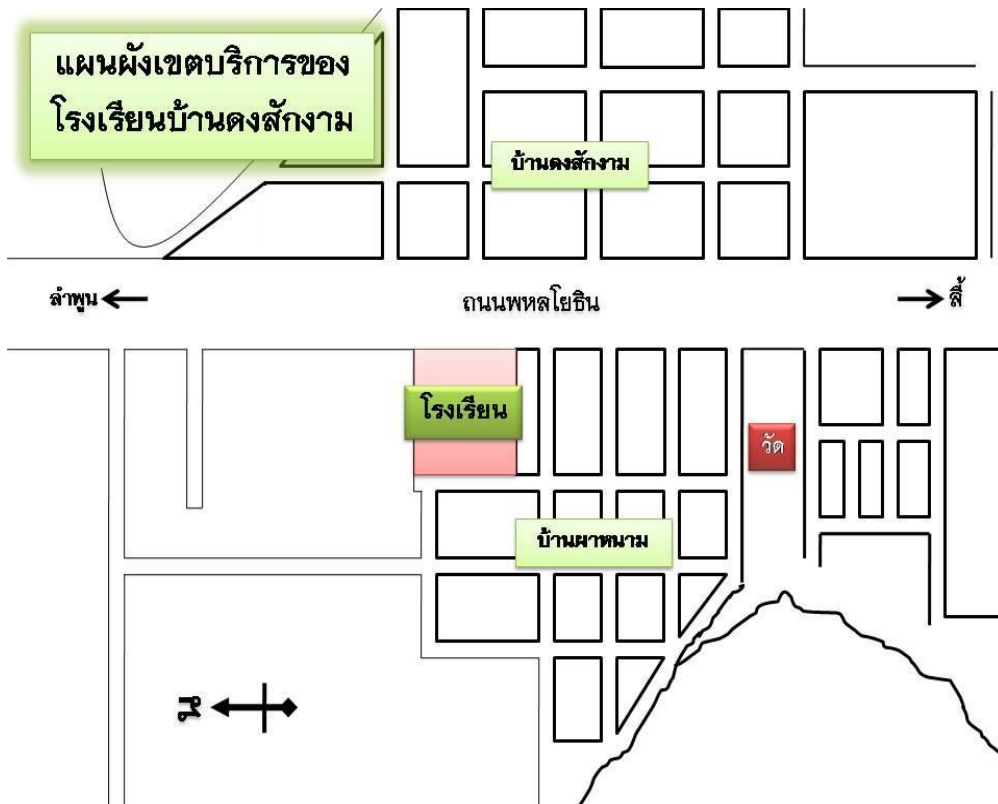 แผนผังเขตบริการของ
โรงเรียนบ้านดงสักงาม
บ้านดงสักงาม
ลำพูน
ถนนพหลโยธิน
ลี้
โรงเรียน
วัด
บ้านผาหนาม
น